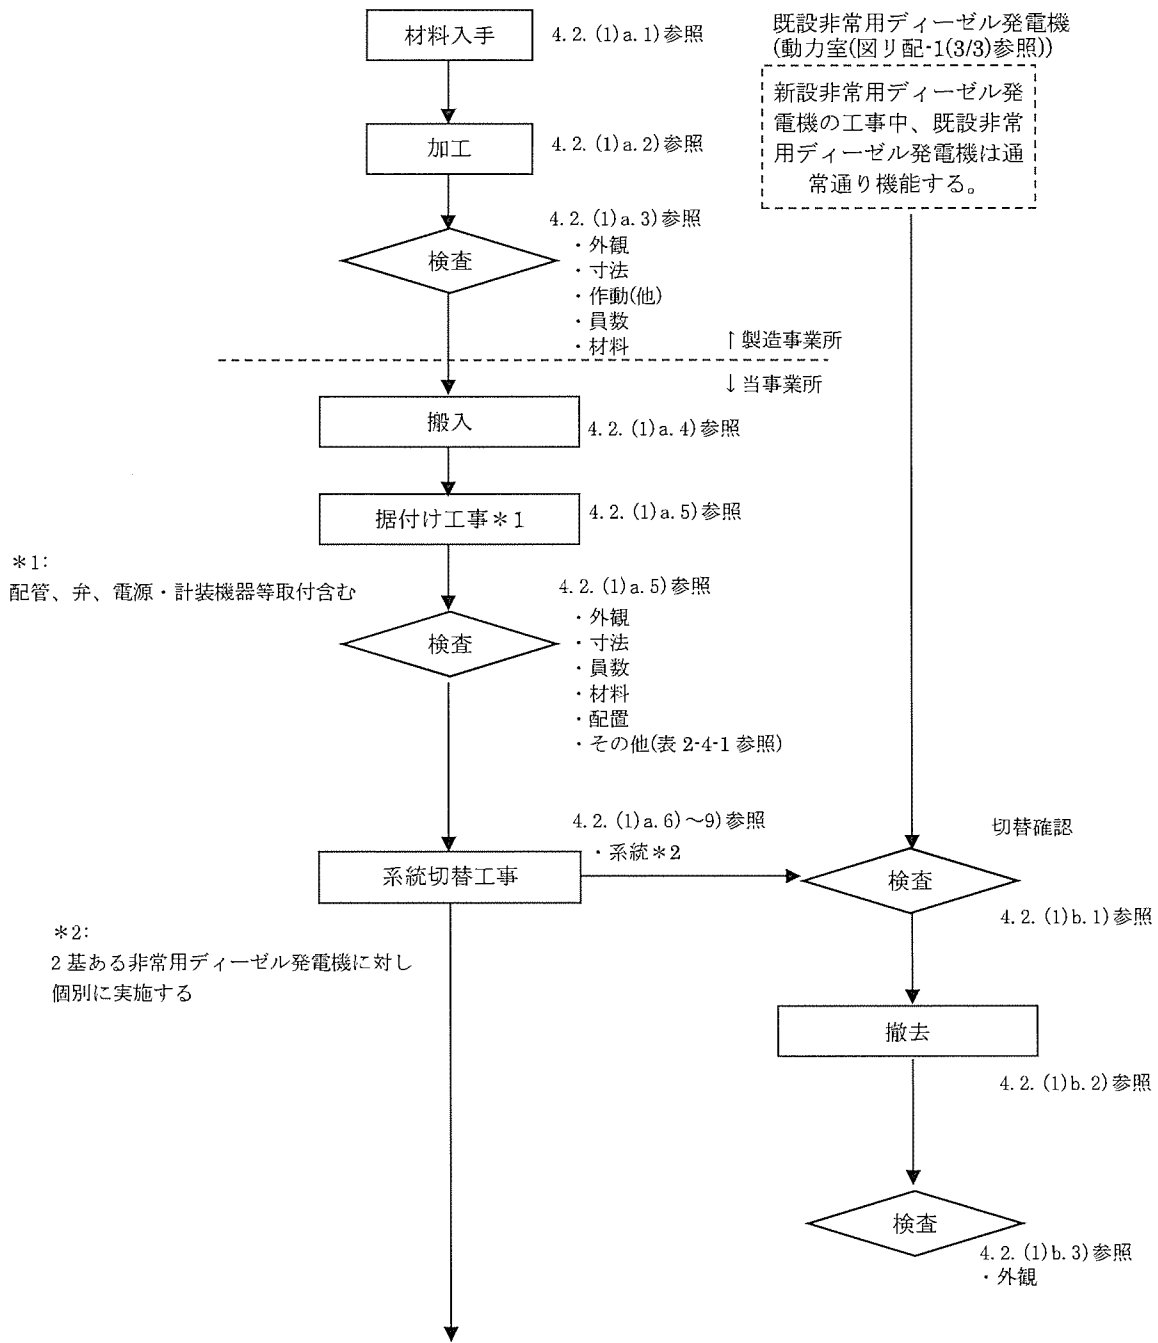 材料入手
4.2.(1)a.1)参照
加工
4.2.(1)a.2)参照
4.2.(1)a.3)参照
検査
・外観
・寸法
・作動(他)
・員数
・材料
↑製造事業所
↓当事業所
搬入
4.2.(1)a.4)参照
据付け工事*1
4.2.(1)a.5)参照
*1:
配管、弁、電源・計装機器等取付含む
4.2.(1)a.5)参照
検査
・外観
・寸法
・員数
・材料
・配置
・その他(表 2-4-1 参照)
4.2.(1)a.6)~9)参照
・系統*2
系統切替工事
*2:
2 基ある非常用ディーゼル発電機に対し
個別に実施する
既設非常用ディーゼル発電機
(動力室(図リ配-1(3/3)参照))
新設非常用ディーゼル発
電機の工事中、既設非常
用ディーゼル発電機は通
常通り機能する。
切替確認
検査
4.2.(1)b.1)参照
撤去
4.2.(1)b.2)参照
検査
4.2.(1)b.3)参照
・外観